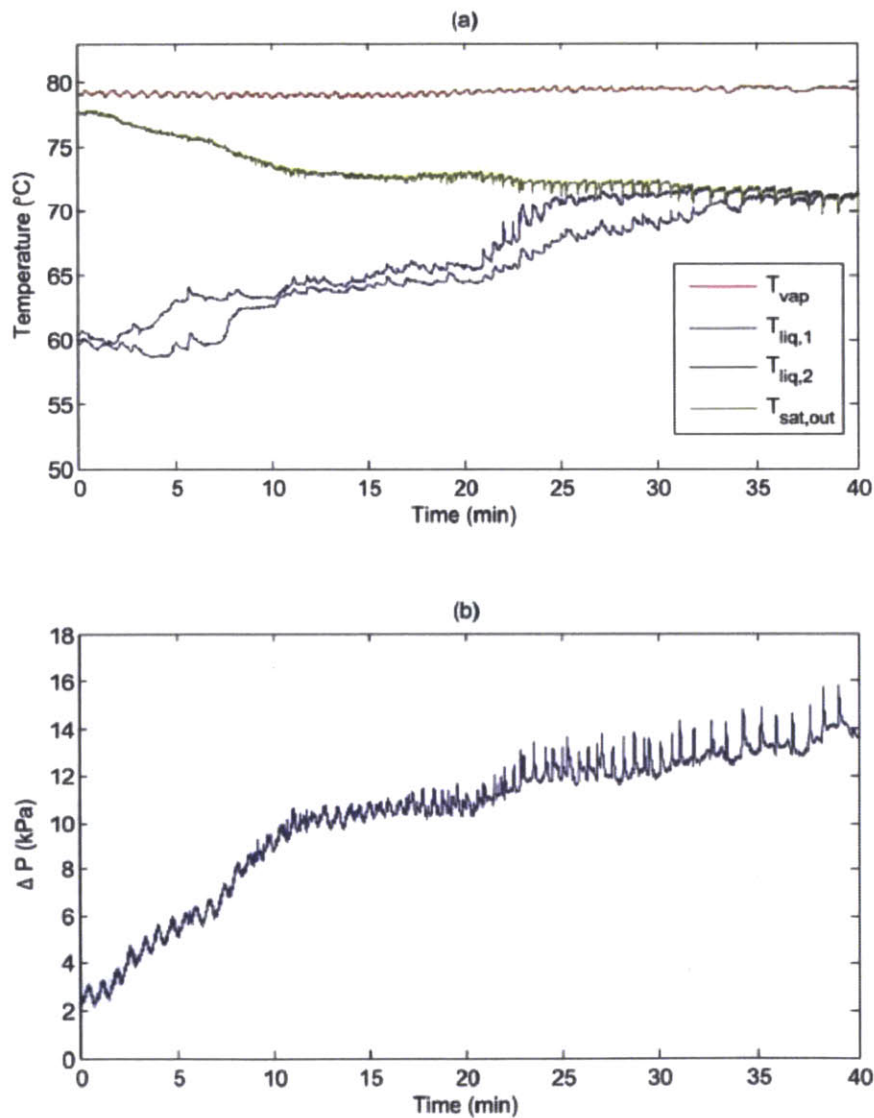 (a)
80
75
70
65
60
55
50
Temperature (ºC)
T_vap
T_liq,1
T_liq,2
T_sat,out
0 5 10 15 20 25 30 35 40
Time (min)
(b)
18
16
14
12
10
8
6
4
2
0
Δ P (kPa)
0 5 10 15 20 25 30 35 40
Time (min)